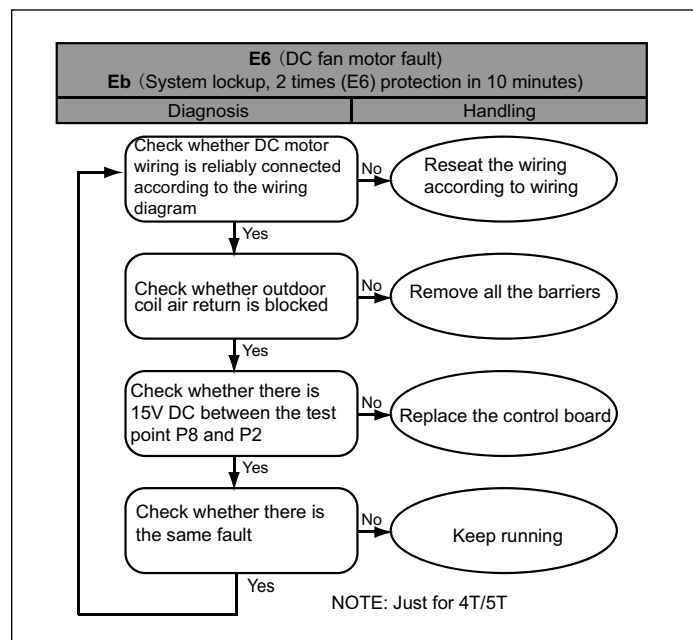 E6（DC fan motor fault)
Eb（System lockup, 2 times (E6) protection in 10 minutes)
Diagnosis
Handling
Check whether DC motor
wiring is reliably connected
according to the wiring
diagram
No
Reseat the wiring
according to wiring
Yes
Check whether outdoor
coil air return is blocked
No
Remove all the barriers
Yes
Check whether there is
15V DC between the test
point P8 and P2
No
Replace the control board
Yes
Check whether there is
the same fault
No
Keep running
Yes
NOTE: Just for 4T/5T